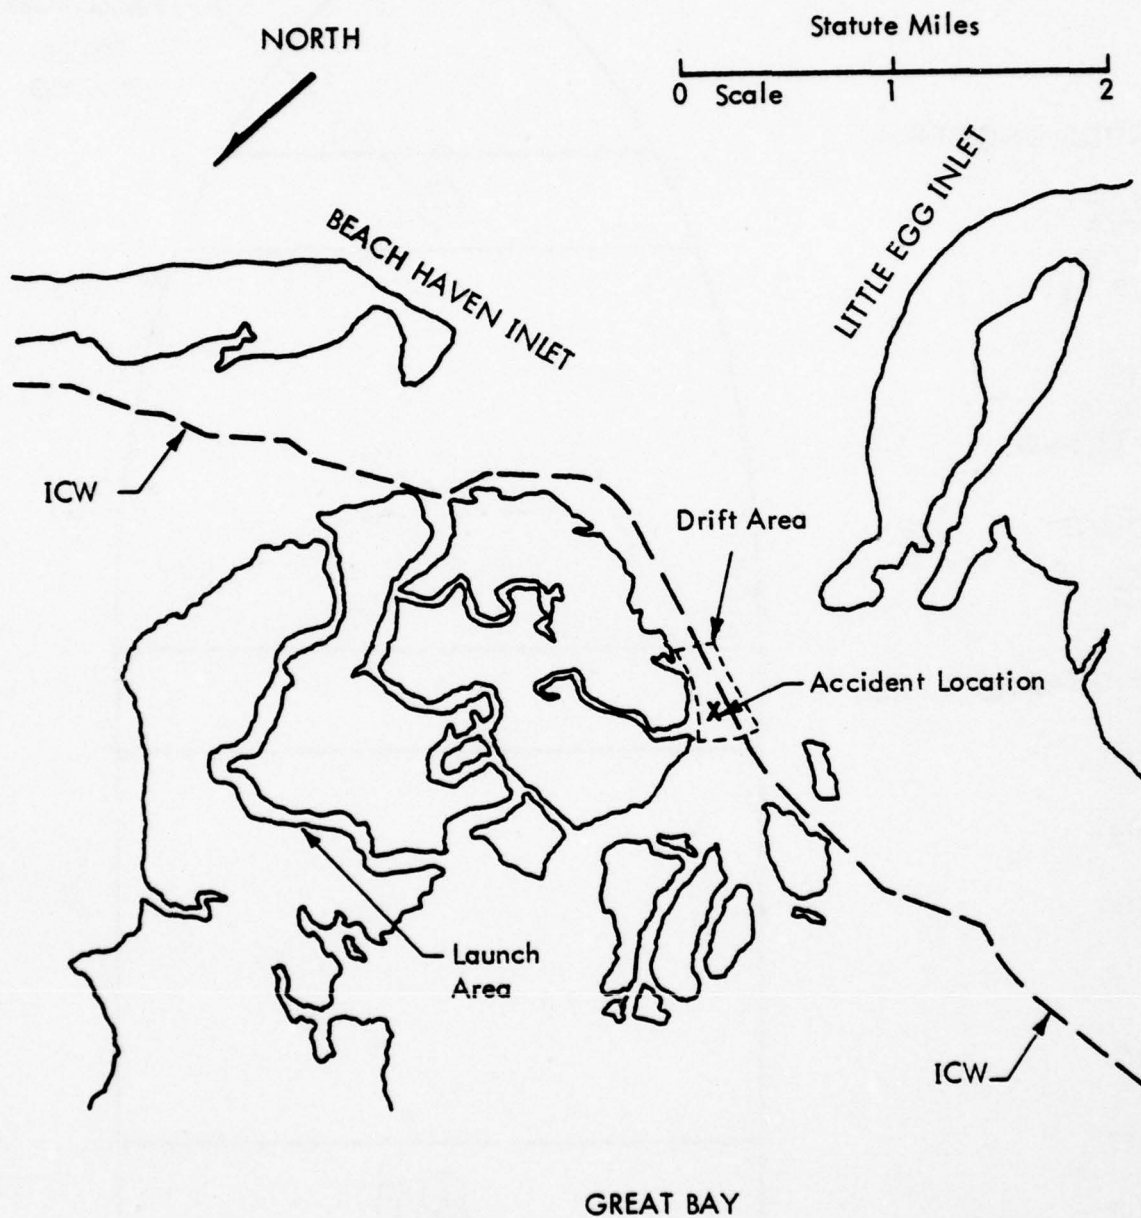 NORTH
Statute Miles
0 Scale 1 2
BEACH HAVEN INLET
LITTLE EGG INLET
ICW
Drift Area
Accident Location
Launch
Area
ICW
GREAT BAY